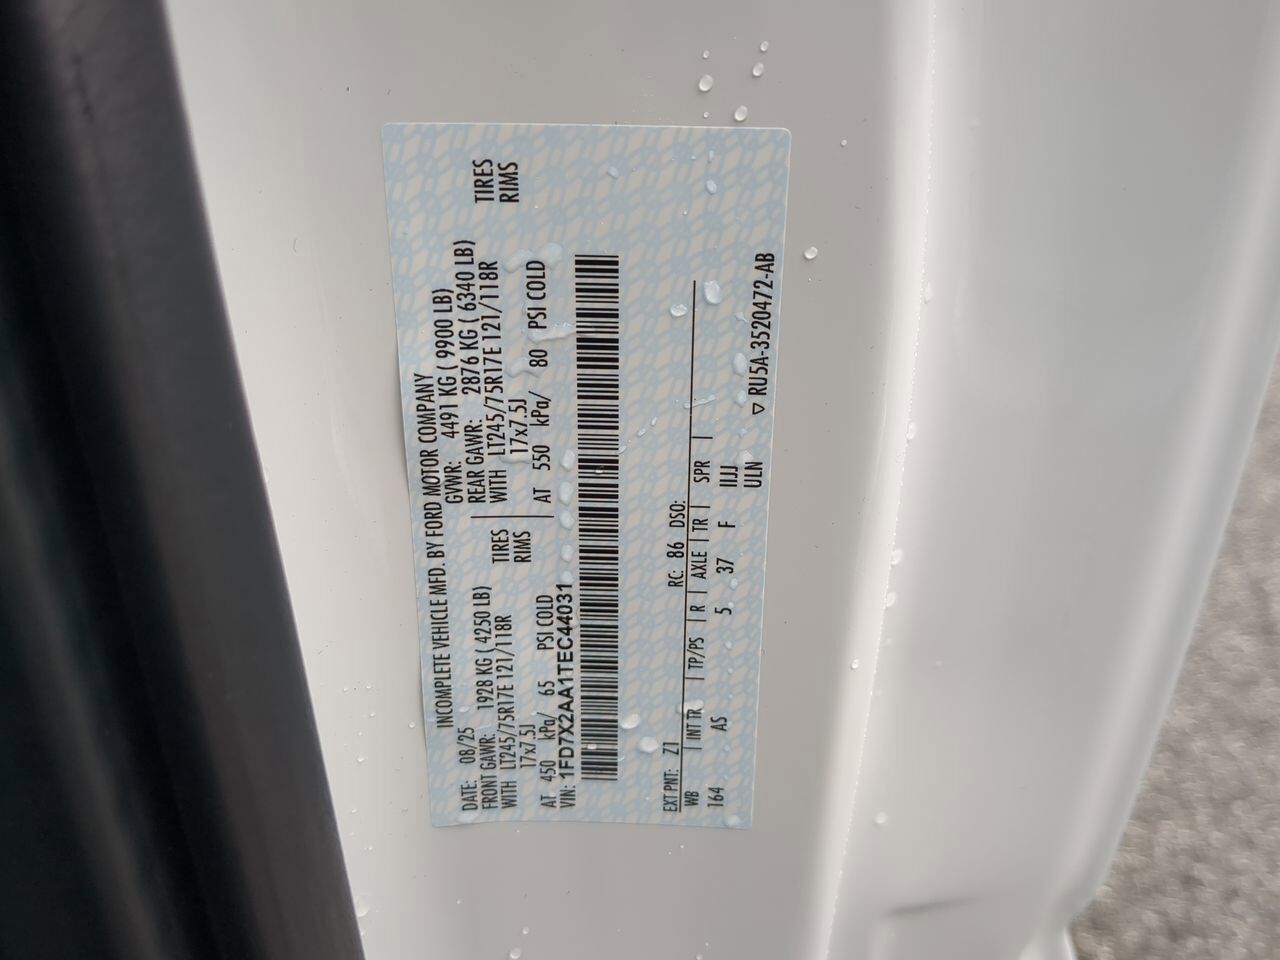 INCOMPLETE VEHICLE MFD. BY FORD MOTOR COMPANY
DATE: 08/25 GVWR: 4491 KG ( 9900 LB)
FRONT GAWR: 1928 KG ( 4250 LB) REAR GAWR: 2876 KG ( 6340 LB)
WITH LT245/75R17E 121/118R TIRES WITH LT245/75R17E 121/118R TIRES
17x7.5J RIMS 17x7.5J RIMS
AT 450 kPa/ 65 PSI COLD AT 550 kPa/ 80 PSI COLD
VIN: 1FD7X2AA1TEC44031
EXT PNT: Z1 RC: 86 DSO:
WB | INT TR | TP/PS | R | AXLE | TR | SPR |
164 AS 5 37 F IIJJ
ULN
▽ RU5A-3520472-AB